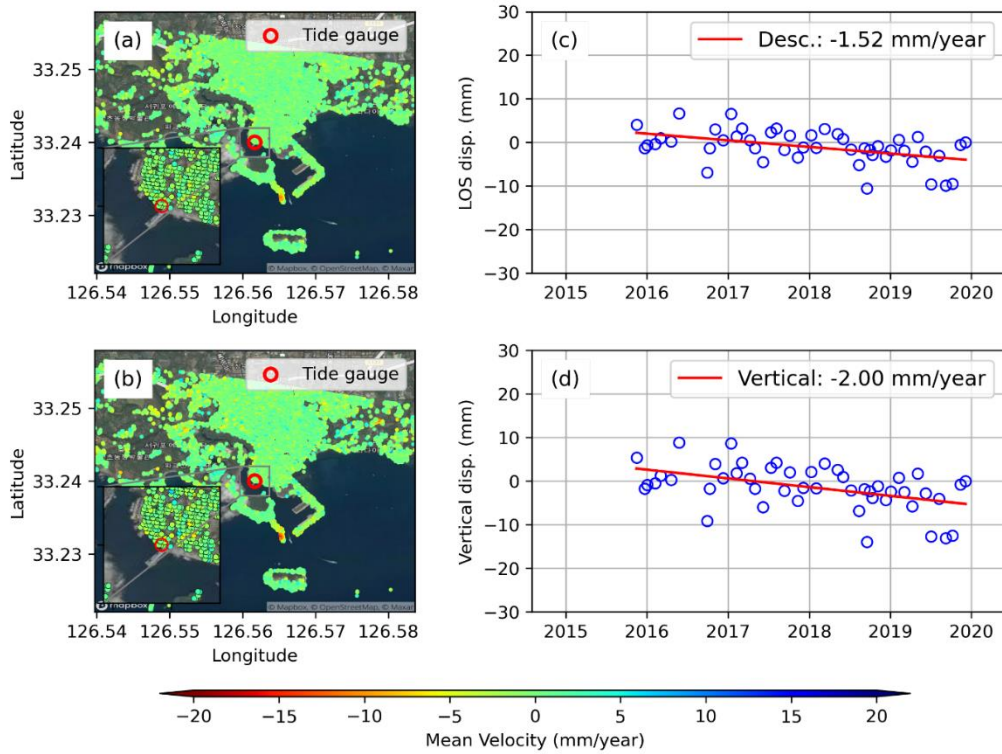 (a)
Tide gauge
33.25
33.24
33.23
Latitude
126.54 126.55 126.56 126.57 126.58
Longitude
mapbox
© Mapbox, © OpenStreetMap, © Maxar
(c)
Desc.: -1.52 mm/year
30
20
10
0
−10
−20
−30
LOS disp. (mm)
2015 2016 2017 2018 2019 2020
(b)
Tide gauge
33.25
33.24
33.23
Latitude
126.54 126.55 126.56 126.57 126.58
Longitude
mapbox
© Mapbox, © OpenStreetMap, © Maxar
(d)
Vertical: -2.00 mm/year
30
20
10
0
−10
−20
−30
Vertical disp. (mm)
2015 2016 2017 2018 2019 2020
−20 −15 −10 −5 0 5 10 15 20
Mean Velocity (mm/year)